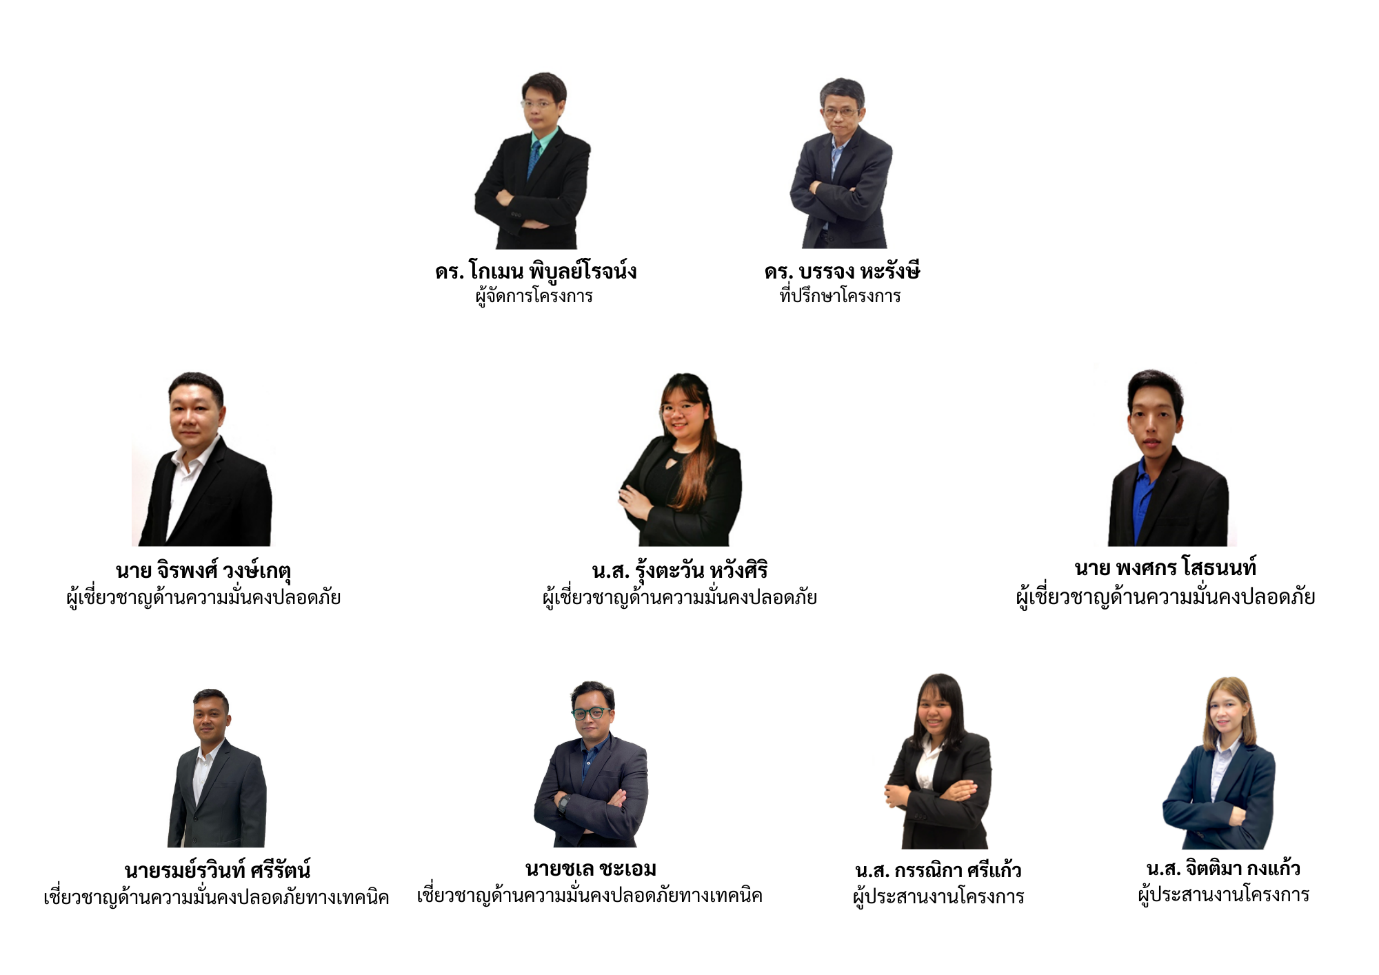 ดร. โกเมน พิบูลย์โรจน์ง
ผู้จัดการโครงการ
ดร. บรรจง หะรังษี
ที่ปรึกษาโครงการ
นาย จิรพงศ์ วงษ์เกตุ
ผู้เชี่ยวชาญด้านความมั่นคงปลอดภัย
น.ส. รุ้งตะวัน หวังศิริ
ผู้เชี่ยวชาญด้านความมั่นคงปลอดภัย
นาย พงศกร โสธนนท์
ผู้เชี่ยวชาญด้านความมั่นคงปลอดภัย
นายรมย์รวินท์ ศรีรัตน์
เชี่ยวชาญด้านความมั่นคงปลอดภัยทางเทคนิค
นายชเล ชะเอม
เชี่ยวชาญด้านความมั่นคงปลอดภัยทางเทคนิค
น.ส. กรรณิกา ศรีแก้ว
ผู้ประสานงานโครงการ
น.ส. จิตติมา กงแก้ว
ผู้ประสานงานโครงการ